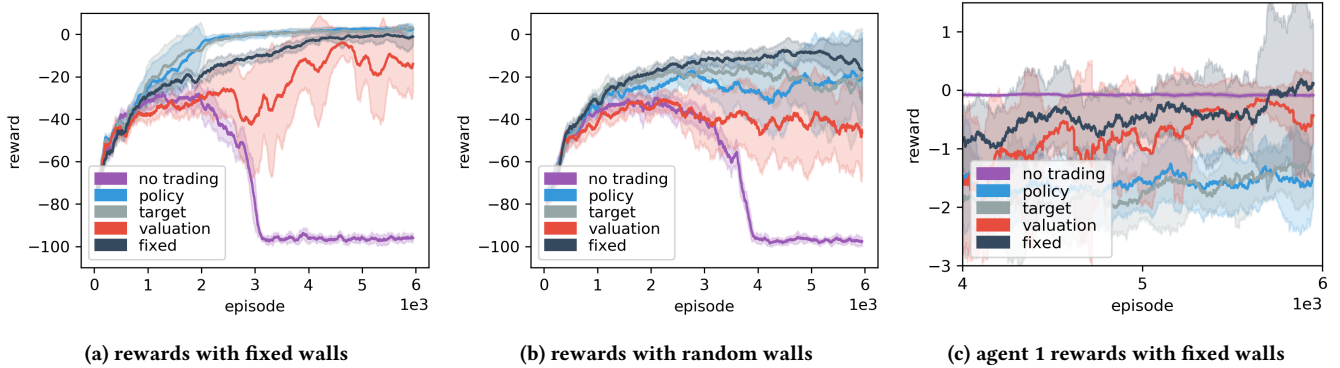 0
−20
−40
−60
−80
−100
reward
no trading
policy
target
valuation
fixed
0 1 2 3 4 5 6
episode
1e3
(a) rewards with fixed walls
0
−20
−40
−60
−80
−100
reward
no trading
policy
target
valuation
fixed
0 1 2 3 4 5 6
episode
1e3
(b) rewards with random walls
1
0
−1
−2
−3
reward
no trading
policy
target
valuation
fixed
4 5 6
episode
1e3
(c) agent 1 rewards with fixed walls